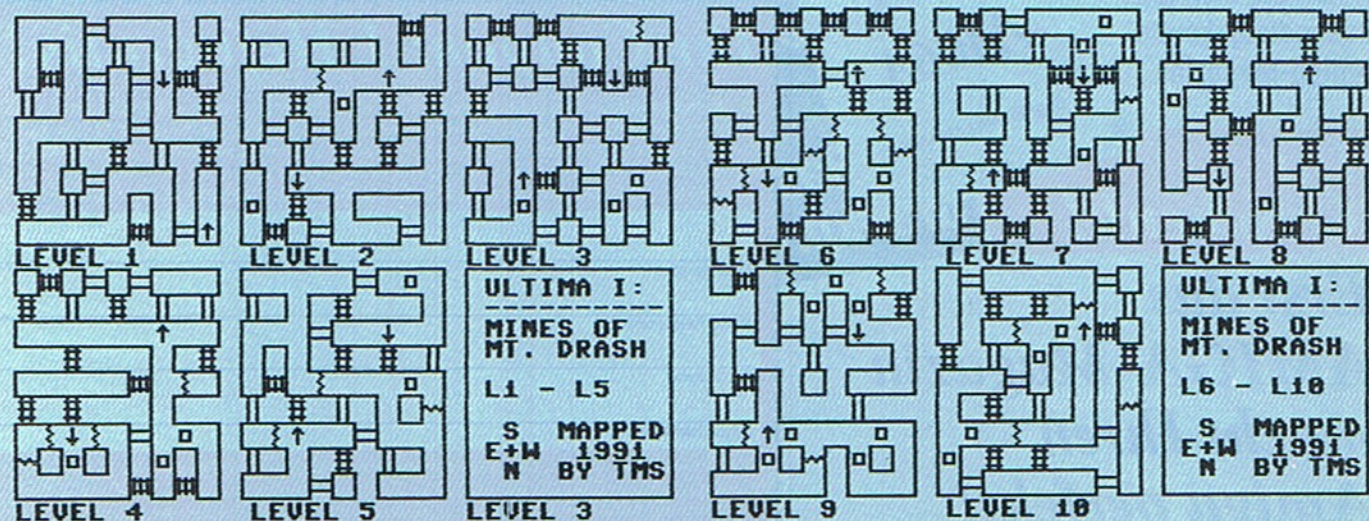 LEVEL 1
LEVEL 2
LEVEL 3
LEVEL 6
LEVEL 7
LEVEL 8
ULTIMA I:
----------
MINES OF
MT. DRASH
L1 - L5
S MAPPED
E+W 1991
N BY TMS
ULTIMA I:
----------
MINES OF
MT. DRASH
L6 - L10
S MAPPED
E+W 1991
N BY TMS
LEVEL 4
LEVEL 5
LEVEL 3
LEVEL 9
LEVEL 10